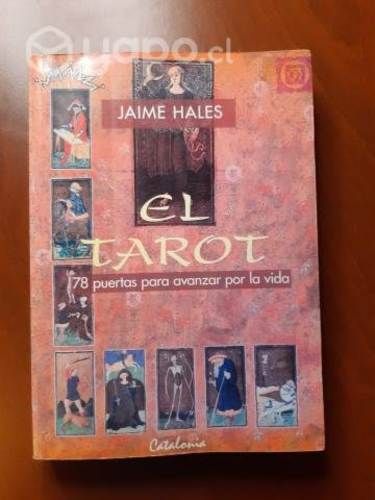 yapo.cl
JAIME HALES
EL
TAROT
78 puertas para avanzar por la vida
Catalonia